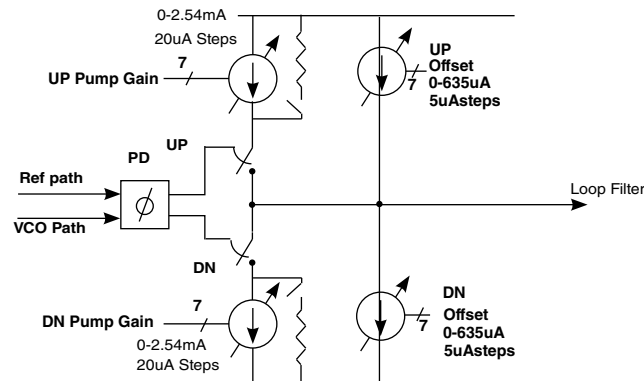 0-2.54mA
20uA Steps
7
UP Pump Gain
UP
Offset
0-635uA
7
5uAsteps
UP
PD
Ref path
Loop Filter
VCO Path
DN
7
DN Pump Gain
0-2.54mA
20uA Steps
DN
Offset
7
0-635uA
5uAsteps